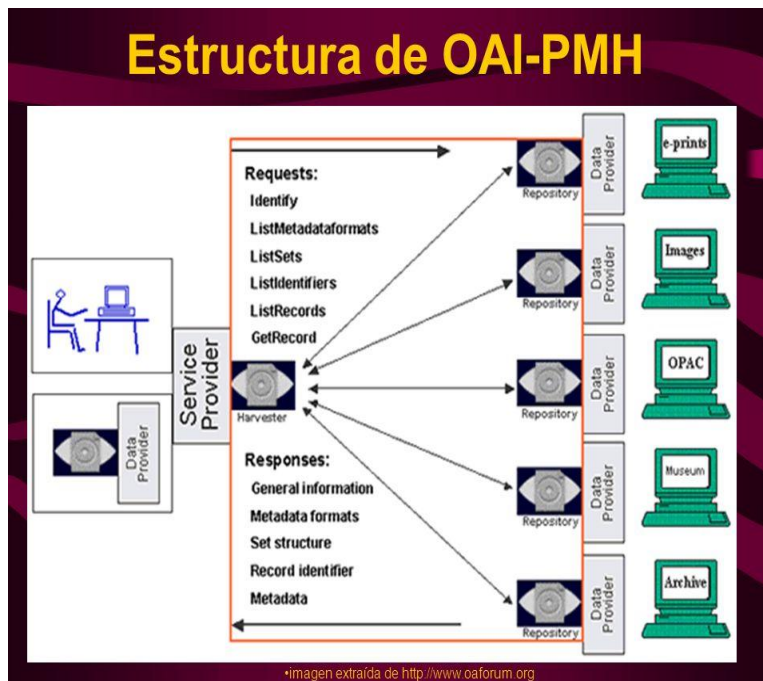 Estructura de OAI-PMH
Requests:
Identify
ListMetadataformats
ListSets
ListIdentifiers
ListRecords
GetRecord
Service
Provider
Data
Provider
Harvester
Responses:
General information
Metadata formats
Set structure
Record identifier
Metadata
Repository
Data
Provider
e-prints
Repository
Data
Provider
Images
Repository
Data
Provider
OPAC
Repository
Data
Provider
Museum
Repository
Data
Provider
Archive
•imagen extraída de http://www.oaforum.org